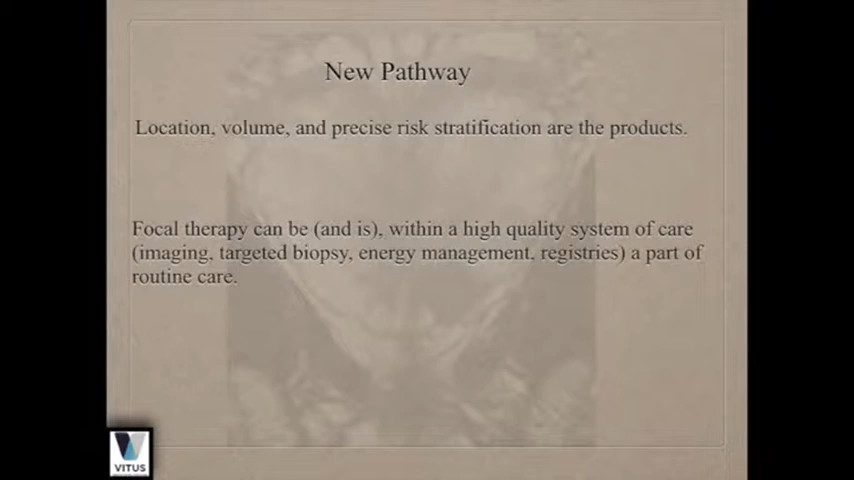 New Pathway
Location, volume, and precise risk stratification are the products.
Focal therapy can be (and is), within a high quality system of care
(imaging, targeted biopsy, energy management, registries) a part of
routine care.
VITUS